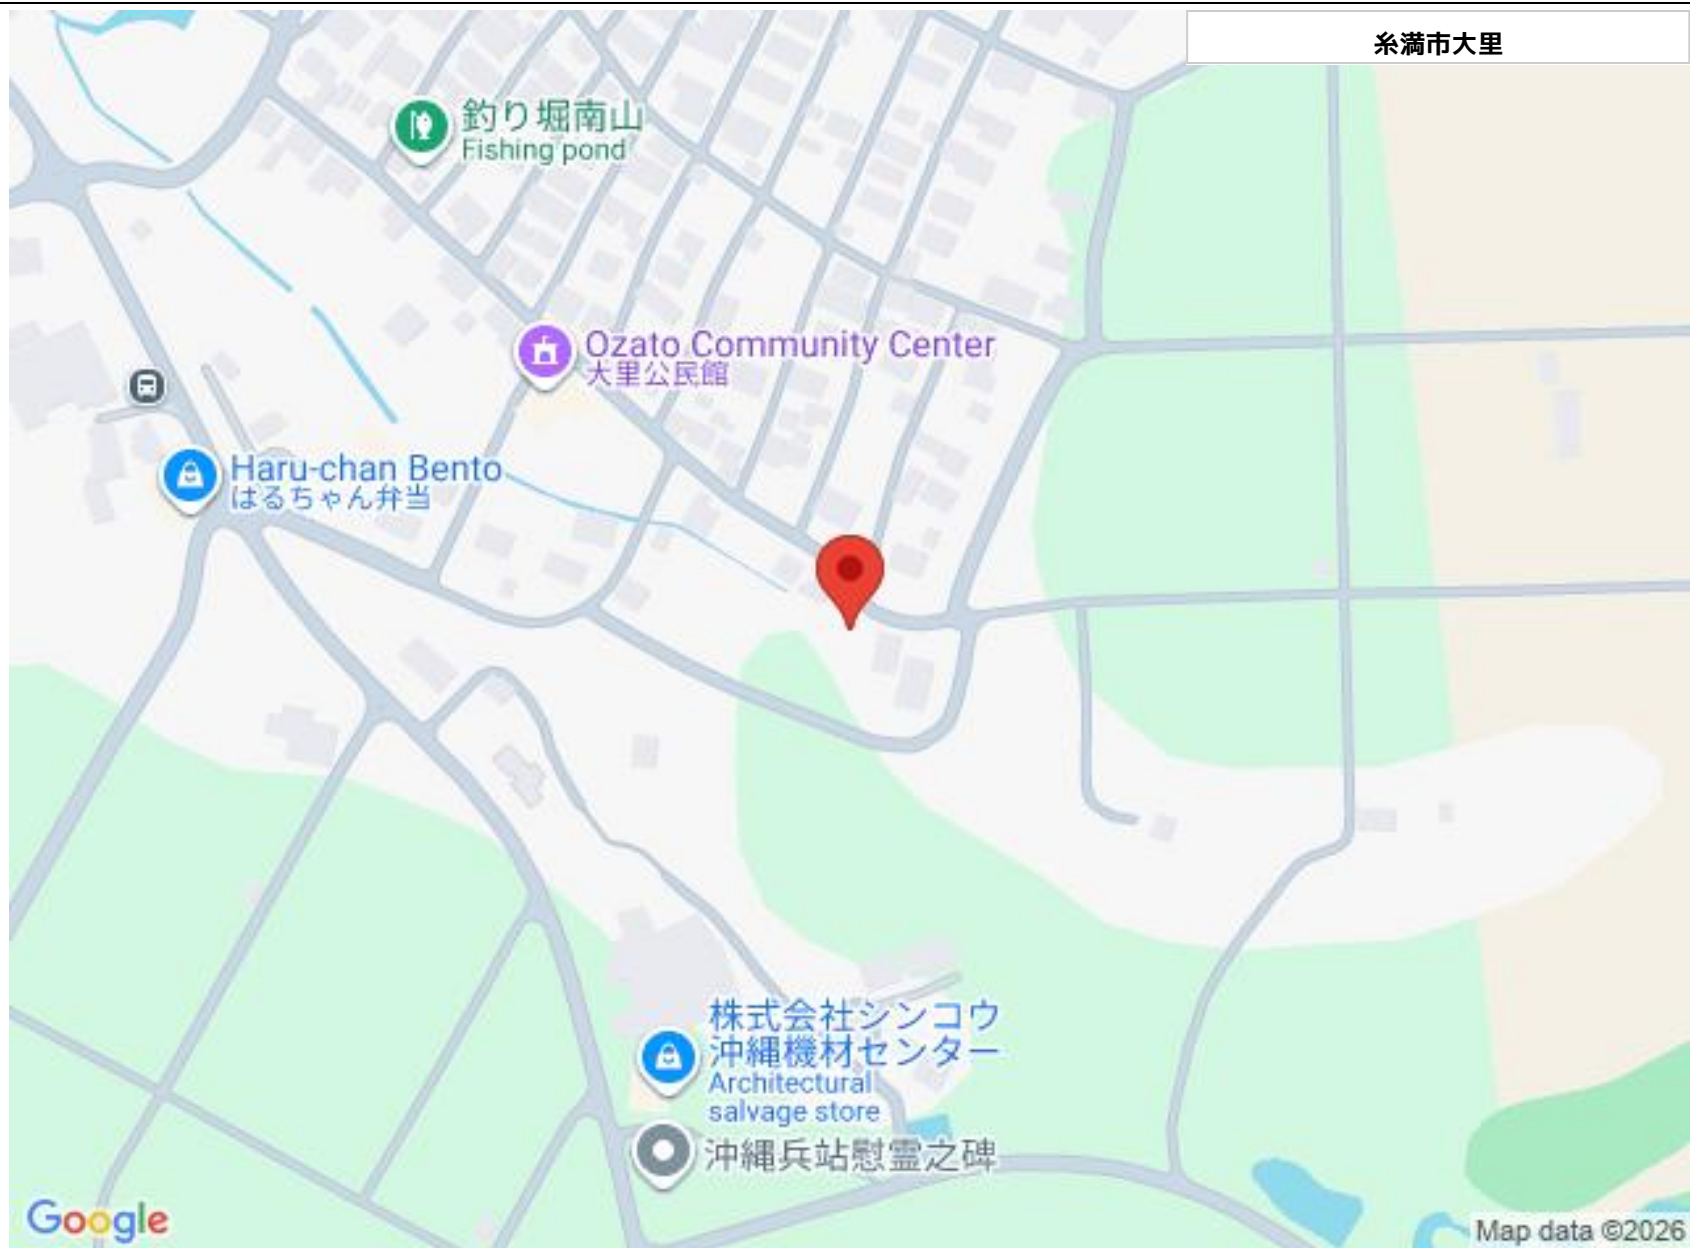 糸満市大里
釣り堀南山
Fishing pond
Ozato Community Center
大里公民館
Haru-chan Bento
はるちゃん弁当
株式会社シンコウ
沖縄機材センター
Architectural
salvage store
沖縄兵站慰霊之碑
Google
Map data ©2026